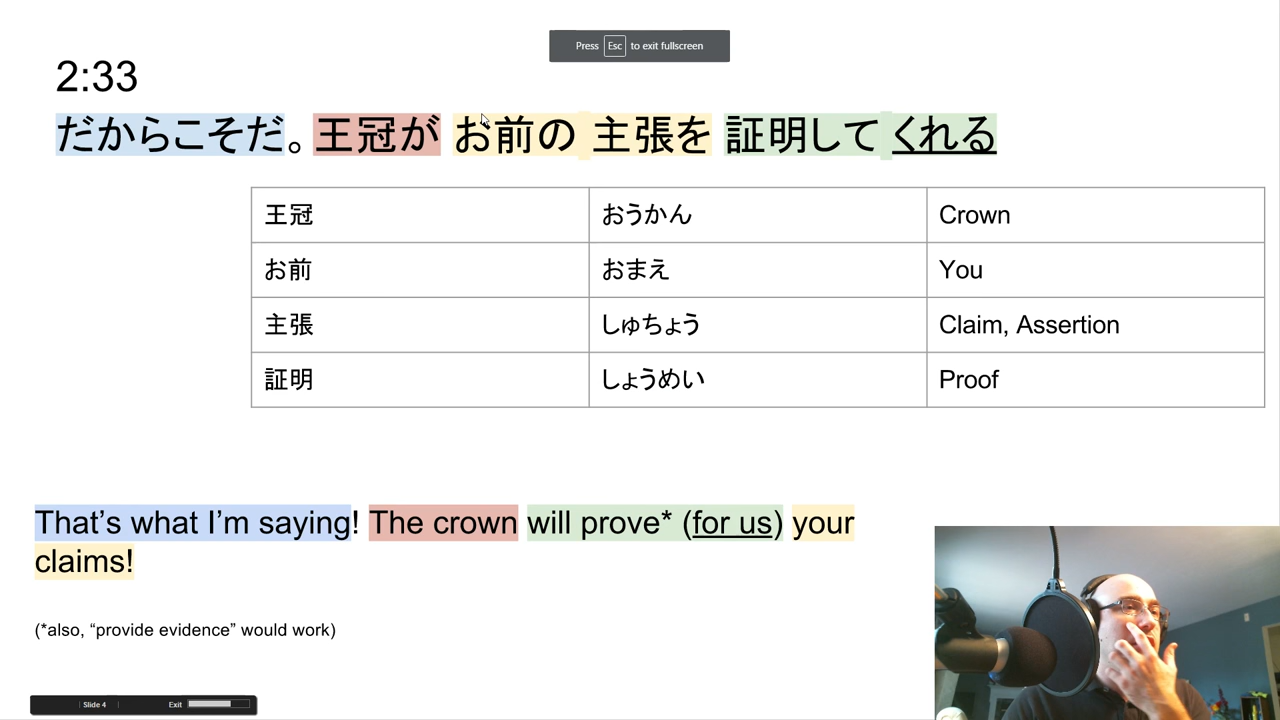 Press Esc to exit fullscreen
2:33
だからこそだ。王冠が お前の 主張を 証明して くれる
王冠 おうかん Crown
お前 おまえ You
主張 しゅちょう Claim, Assertion
証明 しょうめい Proof
That's what I'm saying! The crown will prove* (for us) your
claims!
(*also, “provide evidence” would work)
Slide 4 Exit